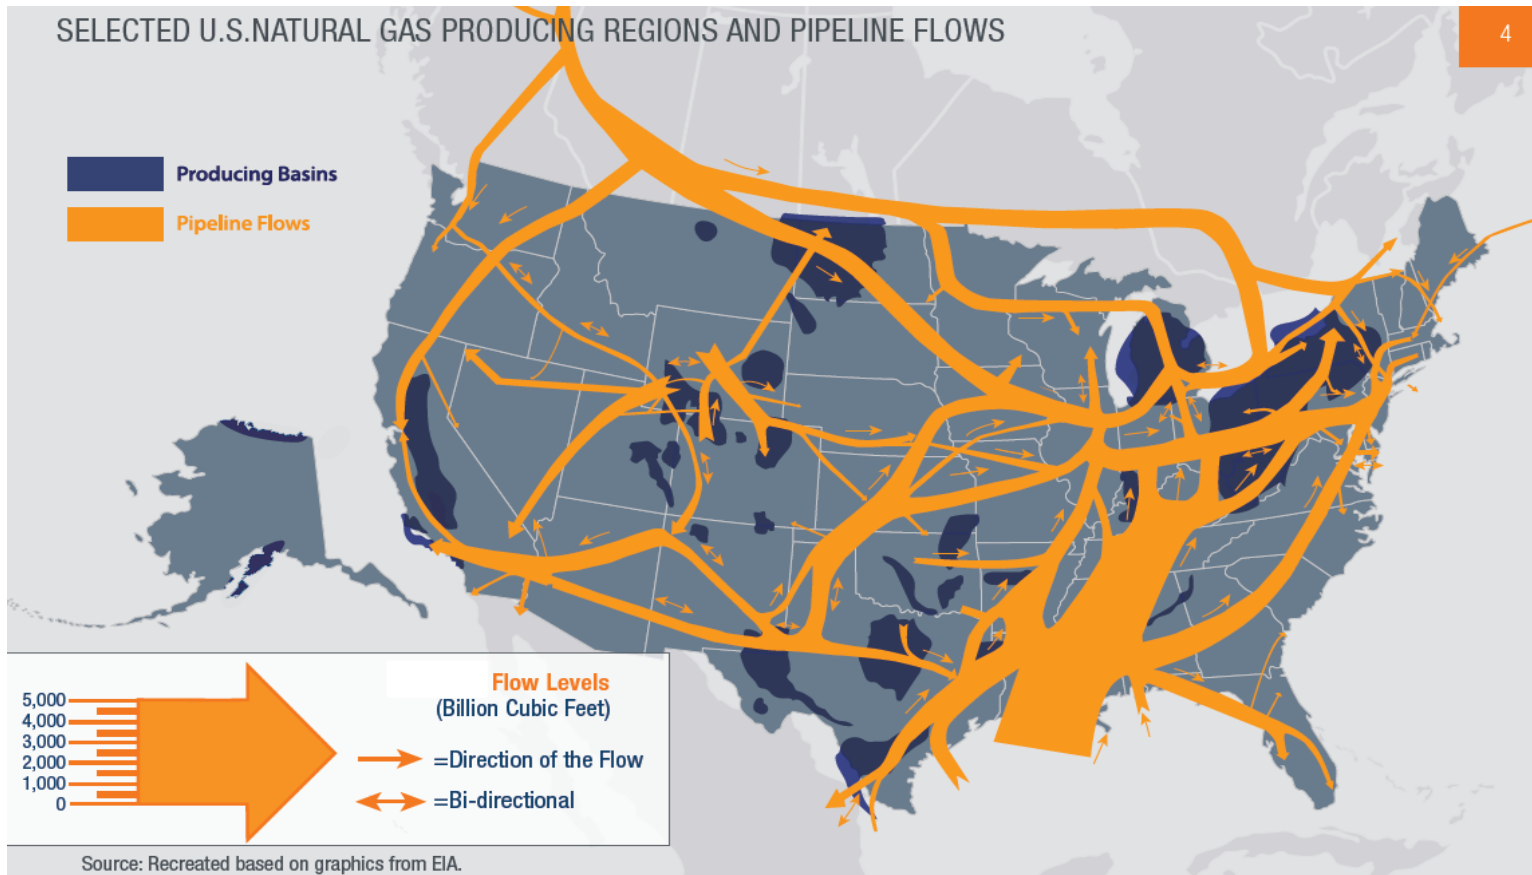 SELECTED U.S.NATURAL GAS PRODUCING REGIONS AND PIPELINE FLOWS
4
Producing Basins
Pipeline Flows
Flow Levels
(Billion Cubic Feet)
5,000
4,000
3,000
2,000
1,000
0
=Direction of the Flow
=Bi-directional
Source: Recreated based on graphics from EIA.